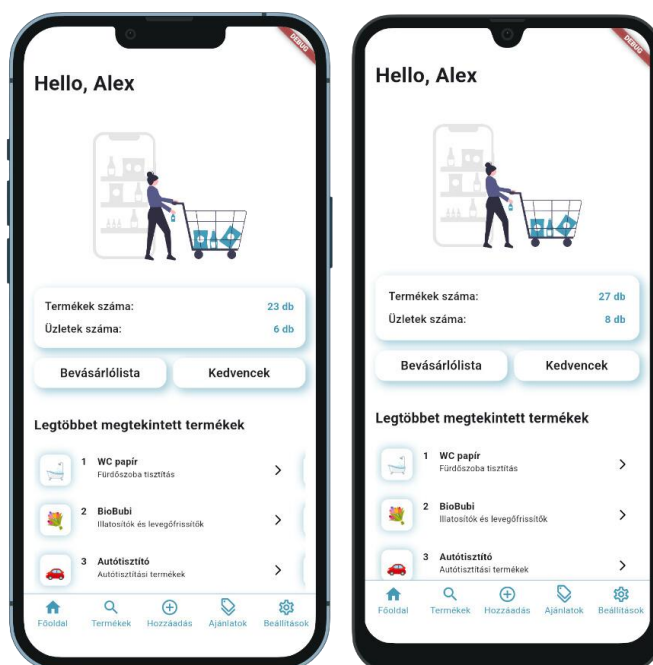 DEBUG
Hello, Alex
Termékek száma: 23 db
Üzletek száma: 6 db
Bevásárlólista Kedvencek
Legtöbbet megtekintett termékek
1 WC papír
Fürdőszoba tisztítás
2 BioBubi
Illatosítók és levegőfrissítők
3 Autótisztító
Autótisztítási termékek
Főoldal Termékek Hozzáadás Ajánlatok Beállítások
DEBUG
Hello, Alex
Termékek száma: 27 db
Üzletek száma: 8 db
Bevásárlólista Kedvencek
Legtöbbet megtekintett termékek
1 WC papír
Fürdőszoba tisztítás
2 BioBubi
Illatosítók és levegőfrissítők
3 Autótisztító
Autótisztítási termékek
Főoldal Termékek Hozzáadás Ajánlatok Beállítások